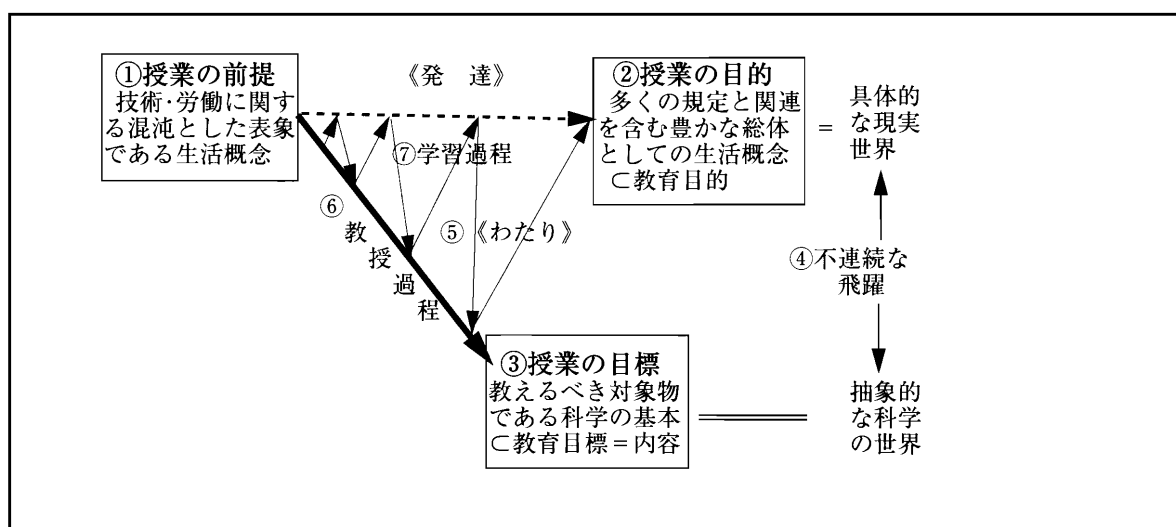 ①授業の前提
技術・労働に関す
る混沌とした表象
である生活概念
《発 達》
②授業の目的
多くの規定と関連
を含む豊かな総体
としての生活概念
⊂教育目的
=
具体的
な現実
世界
⑦学習過程
⑥
教
授
過
程
⑤《わたり》
④不連続な
飛躍
③授業の目標
教えるべき対象物
である科学の基本
⊂教育目標=内容
抽象的
な科学
の世界